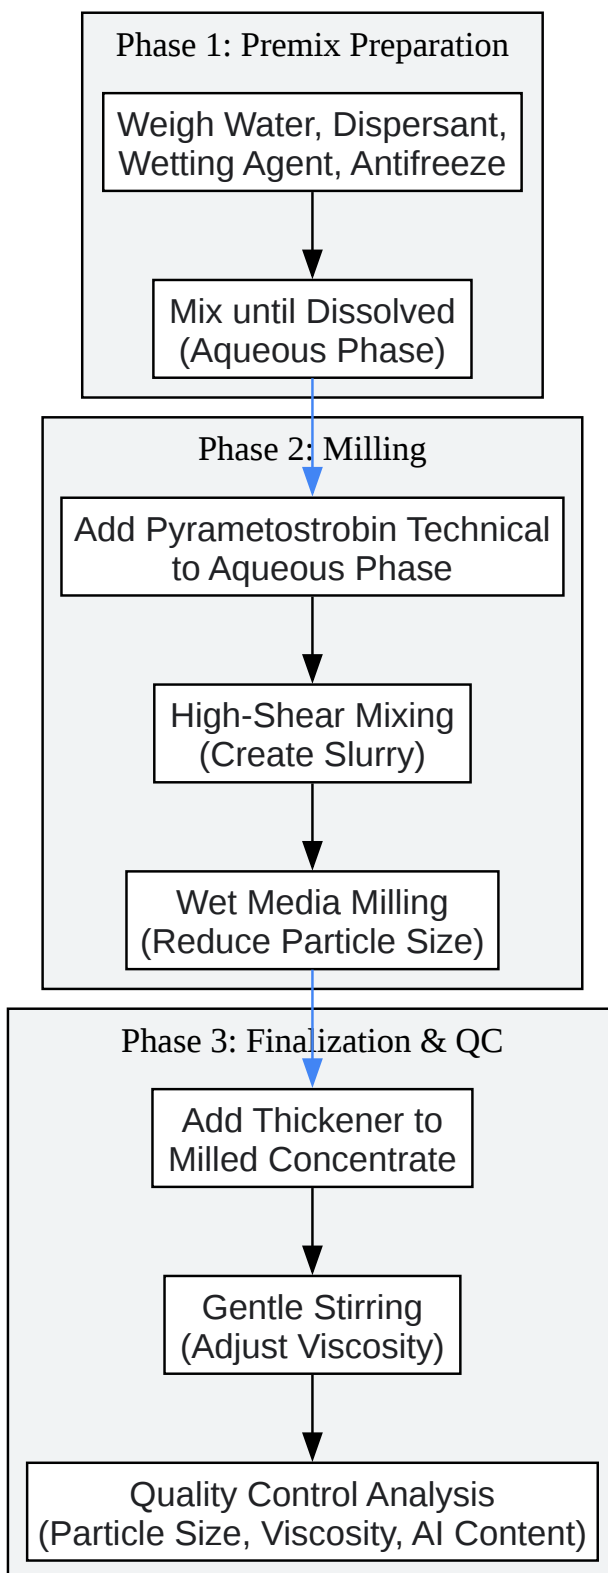 Phase 1: Premix Preparation
Weigh Water, Dispersant,
Wetting Agent, Antifreeze
Mix until Dissolved
(Aqueous Phase)
Phase 2: Milling
Add Pyrametostrobin Technical
to Aqueous Phase
High-Shear Mixing
(Create Slurry)
Wet Media Milling
(Reduce Particle Size)
Phase 3: Finalization & QC
Add Thickener to
Milled Concentrate
Gentle Stirring
(Adjust Viscosity)
Quality Control Analysis
(Particle Size, Viscosity, AI Content)